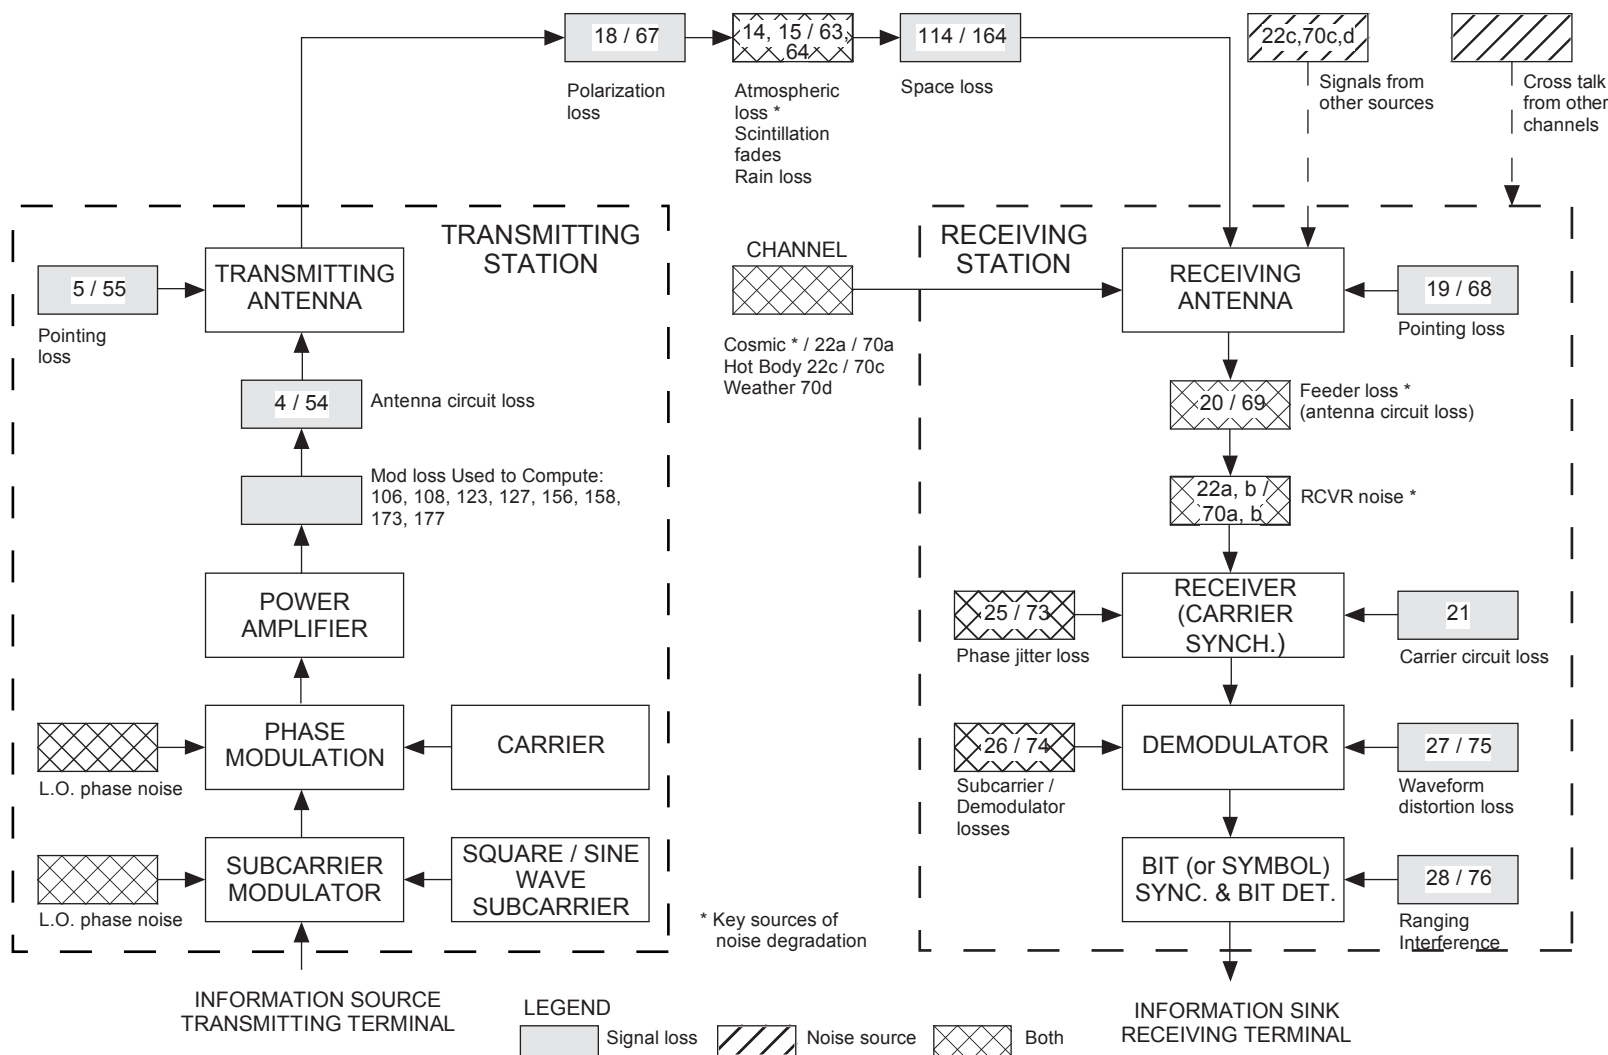 18 / 67
14, 15 / 63,
64
114 / 164
22c,70c,d
Polarization
loss
Atmospheric
loss *
Scintillation
fades
Rain loss
Space loss
Signals from
other sources
Cross talk
from other
channels
TRANSMITTING
STATION
5 / 55
Pointing
loss
TRANSMITTING
ANTENNA
4 / 54
Antenna circuit loss
Mod loss Used to Compute:
106, 108, 123, 127, 156, 158,
173, 177
POWER
AMPLIFIER
L.O. phase noise
PHASE
MODULATION
CARRIER
L.O. phase noise
SUBCARRIER
MODULATOR
SQUARE / SINE
WAVE
SUBCARRIER
INFORMATION SOURCE
TRANSMITTING TERMINAL
CHANNEL
Cosmic * / 22a / 70a
Hot Body 22c / 70c
Weather 70d
RECEIVING
STATION
RECEIVING
ANTENNA
19 / 68
Pointing loss
20 / 69
Feeder loss *
(antenna circuit loss)
22a, b /
70a, b
RCVR noise *
25 / 73
Phase jitter loss
RECEIVER
(CARRIER
SYNCH.)
21
Carrier circuit loss
26 / 74
Subcarrier /
Demodulator
losses
DEMODULATOR
27 / 75
Waveform
distortion loss
BIT (or SYMBOL)
SYNC. & BIT DET.
28 / 76
Ranging
Interference
* Key sources of
noise degradation
INFORMATION SINK
RECEIVING TERMINAL
LEGEND
Signal loss
Noise source
Both